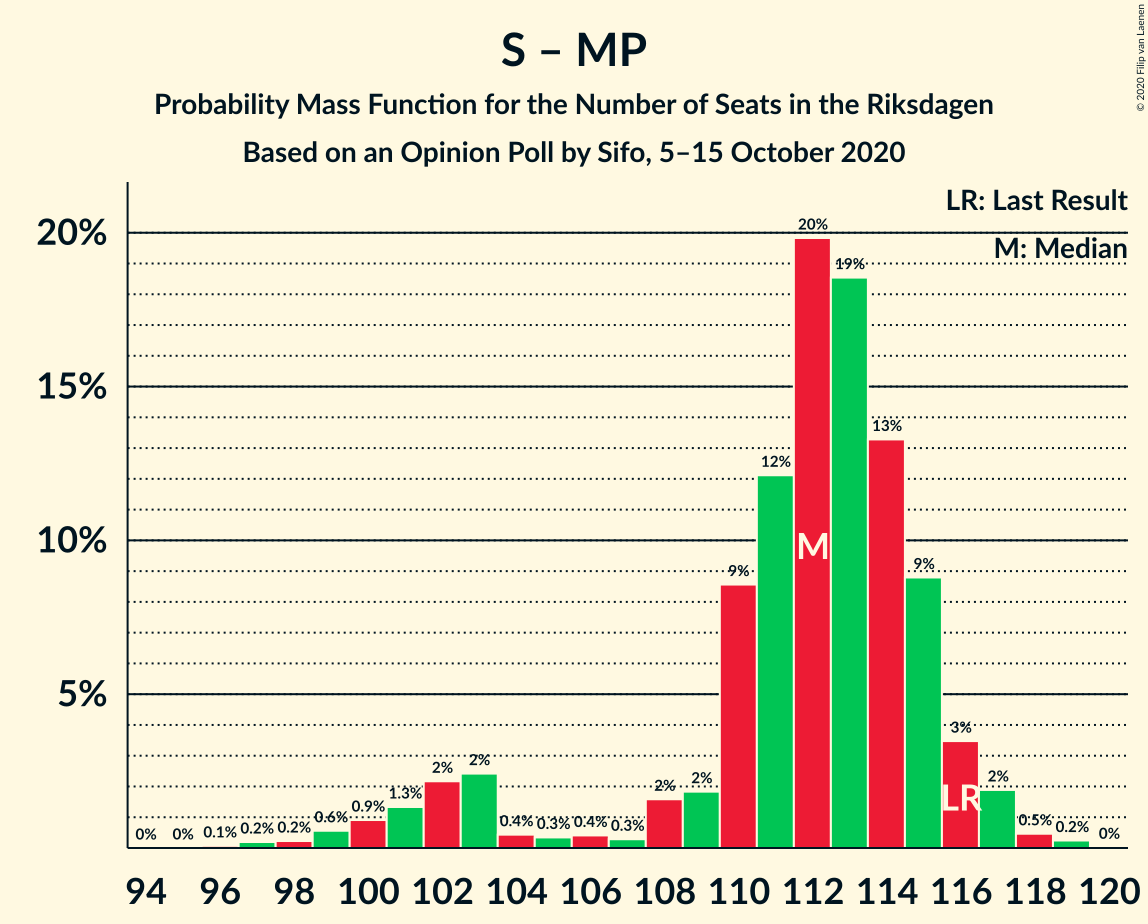 S – MP
Probability Mass Function for the Number of Seats in the Riksdagen
Based on an Opinion Poll by Sifo, 5–15 October 2020
© 2020 Filip van Laenen
LR: Last Result
M: Median
20%
15%
10%
5%
0% 0% 0.1% 0.2% 0.2% 0.6% 0.9% 1.3% 2% 2% 0.4% 0.3% 0.4% 0.3% 2% 2% 9% 12% 20% 19% 13% 9% 3% 2% 0.5% 0.2% 0%
M
LR
94 96 98 100 102 104 106 108 110 112 114 116 118 120